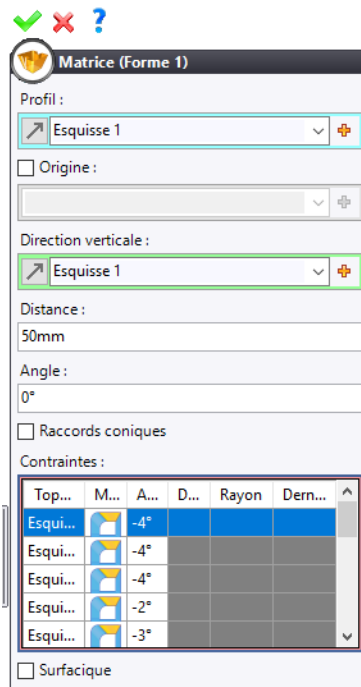 ?
Matrice (Forme 1)
Profil :
Esquisse 1
Origine :
Direction verticale :
Esquisse 1
Distance :
50mm
Angle :
0°
Raccords coniques
Contraintes :
Top... M... A... D... Rayon Dern...
Esqui... -4°
Esqui... -4°
Esqui... -4°
Esqui... -2°
Esqui... -3°
Surfacique